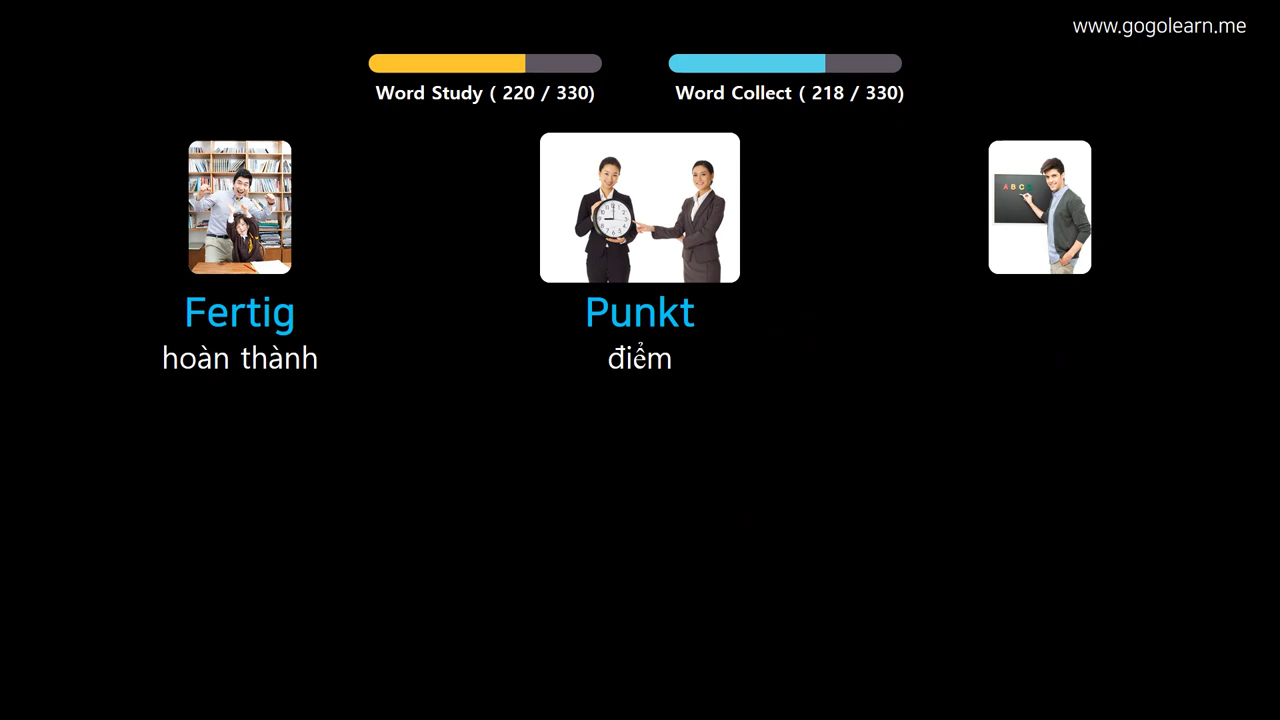 www.gogolearn.me
Word Study ( 220 / 330)
Word Collect ( 218 / 330)
A B C
Fertig
hoàn thành
Punkt
điểm